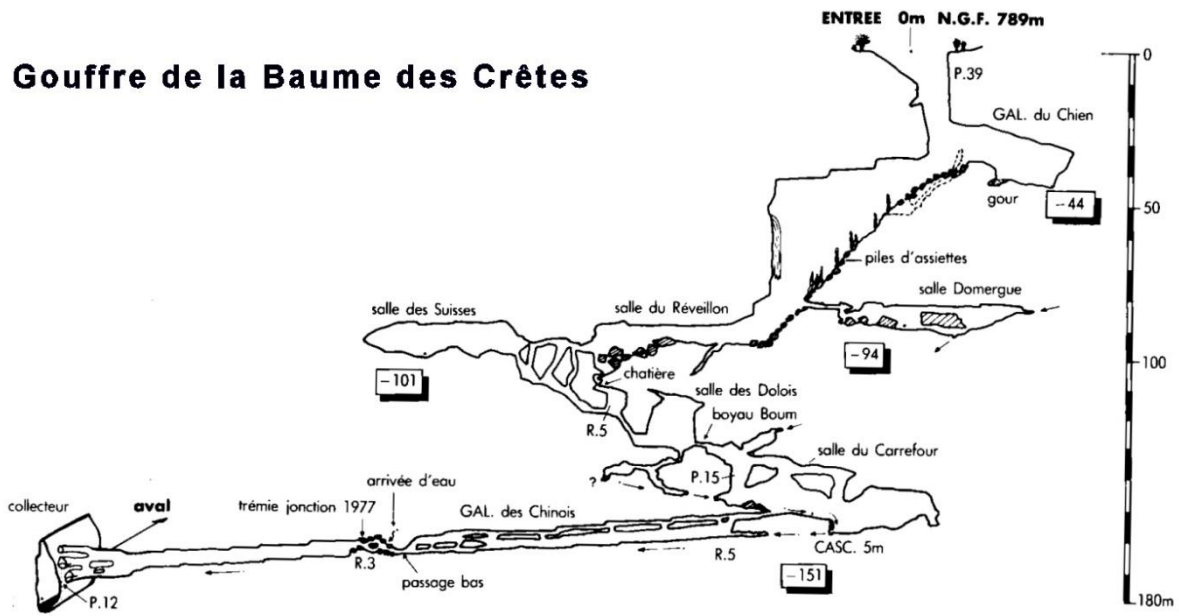 ENTREE 0m N.G.F. 789m
Gouffre de la Baume des Crêtes
0
P.39
GAL. du Chien
gour
-44
50
piles d'assiettes
salle Domergue
salle des Suisses
salle du Réveillon
-94
100
-101
chatière
salle des Dolois
boyau Boum
R.5
salle du Carrefour
P.15
?
arrivée d'eau
trémie jonction 1977
collecteur
aval
GAL. des Chinois
R.3
passage bas
R.5
CASC. 5m
-151
P.12
180m